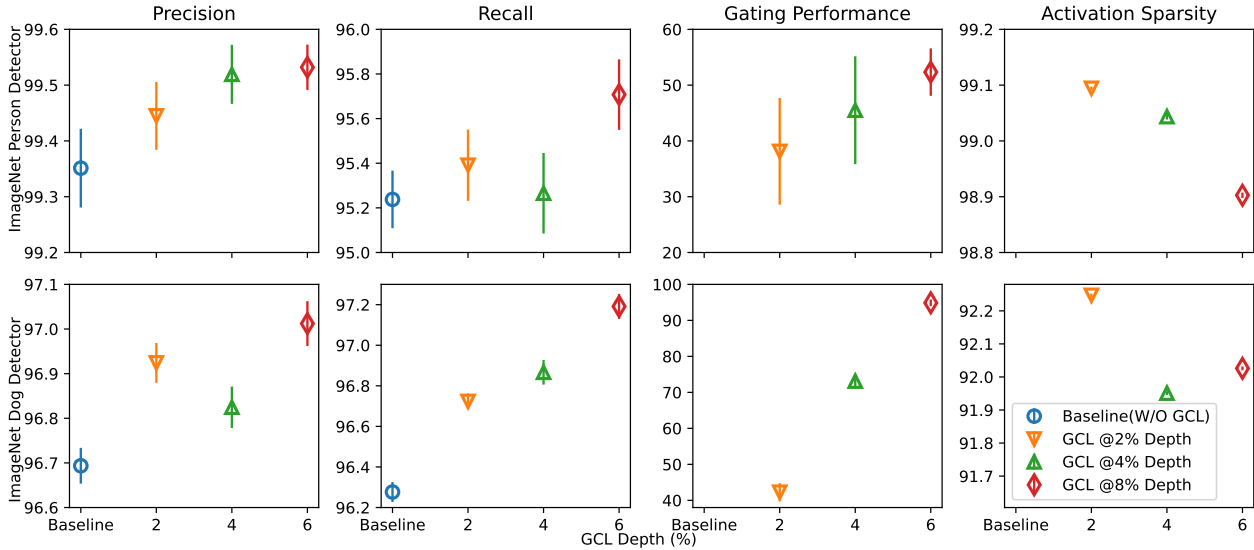 Precision Recall Gating Performance Activation Sparsity
ImageNet Person Detector
99.6 96.0 60 99.2
99.5 95.8 50 99.1
99.4 95.6 40 99.0
99.3 95.4 30 98.9
99.2 95.2 20 98.8
95.0
ImageNet Dog Detector
97.1 97.2 100 92.2
97.0 97.0 90 92.1
96.9 96.8 80 92.0
96.8 96.6 70 91.9
96.7 96.4 60 91.8
96.6 96.2 50 91.7
40
Baseline(W/O GCL)
GCL @2% Depth
GCL @4% Depth
GCL @8% Depth
Baseline 2 4 6 Baseline 2 4 6 Baseline 2 4 6 Baseline 2 4 6
GCL Depth (%)